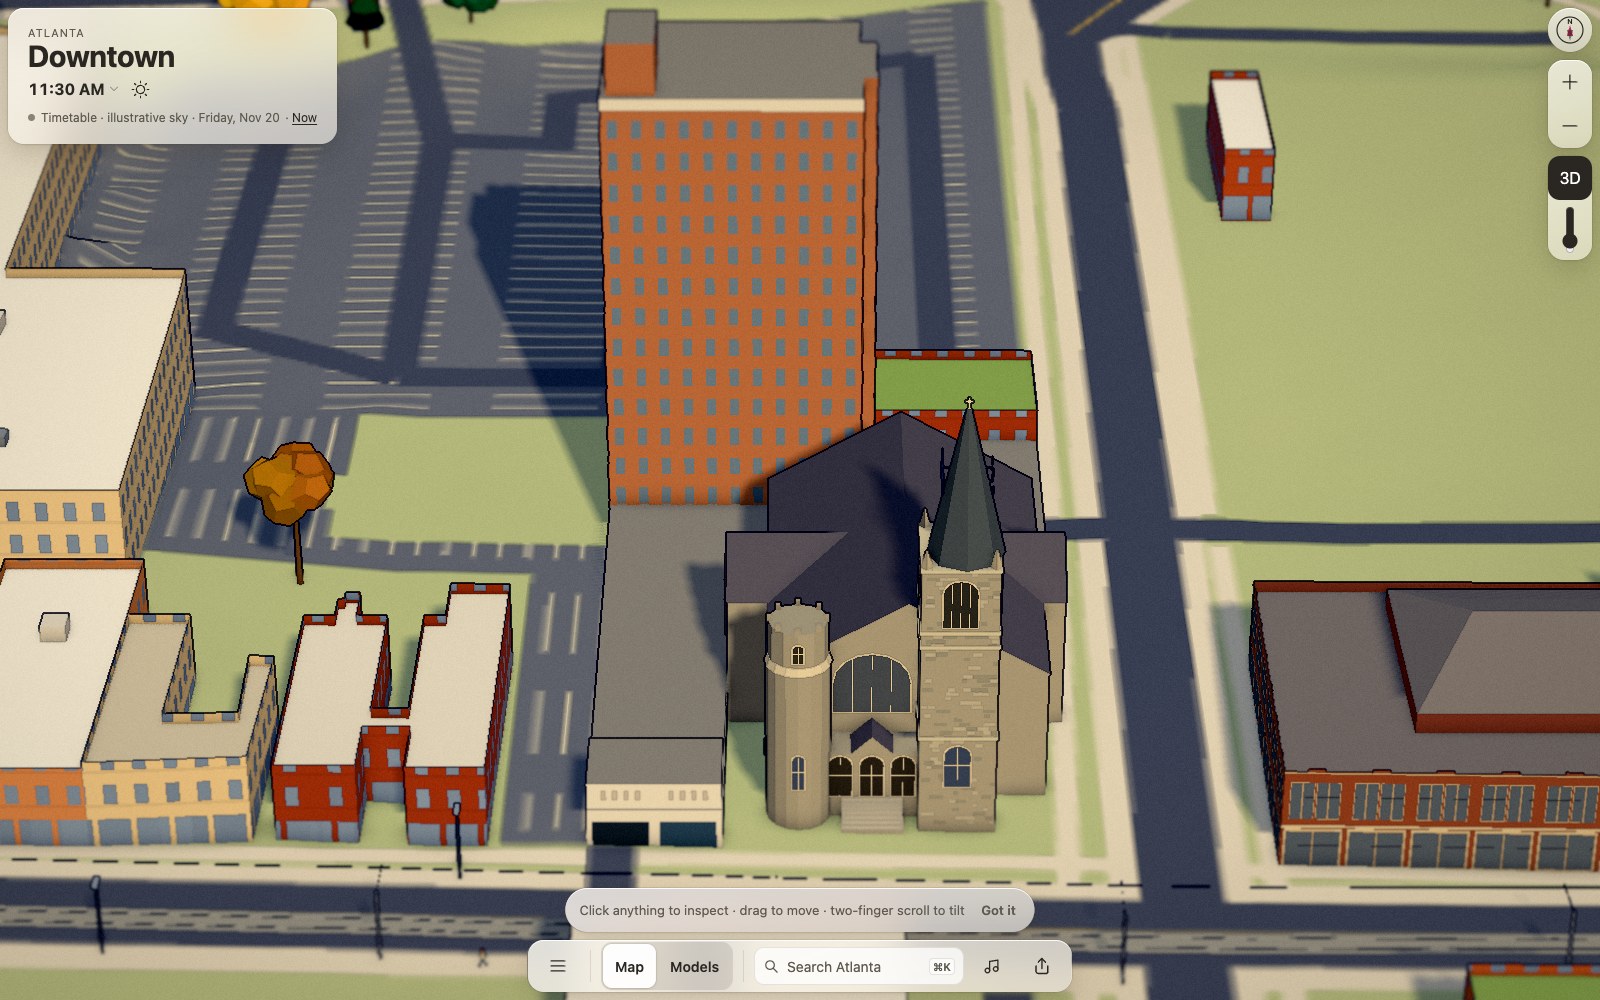 ATLANTA
Downtown
11:30 AM
Timetable · illustrative sky · Friday, Nov 20 · Now
N
+
−
3D
Click anything to inspect · drag to move · two-finger scroll to tilt Got it
Map Models Search Atlanta ⌘K